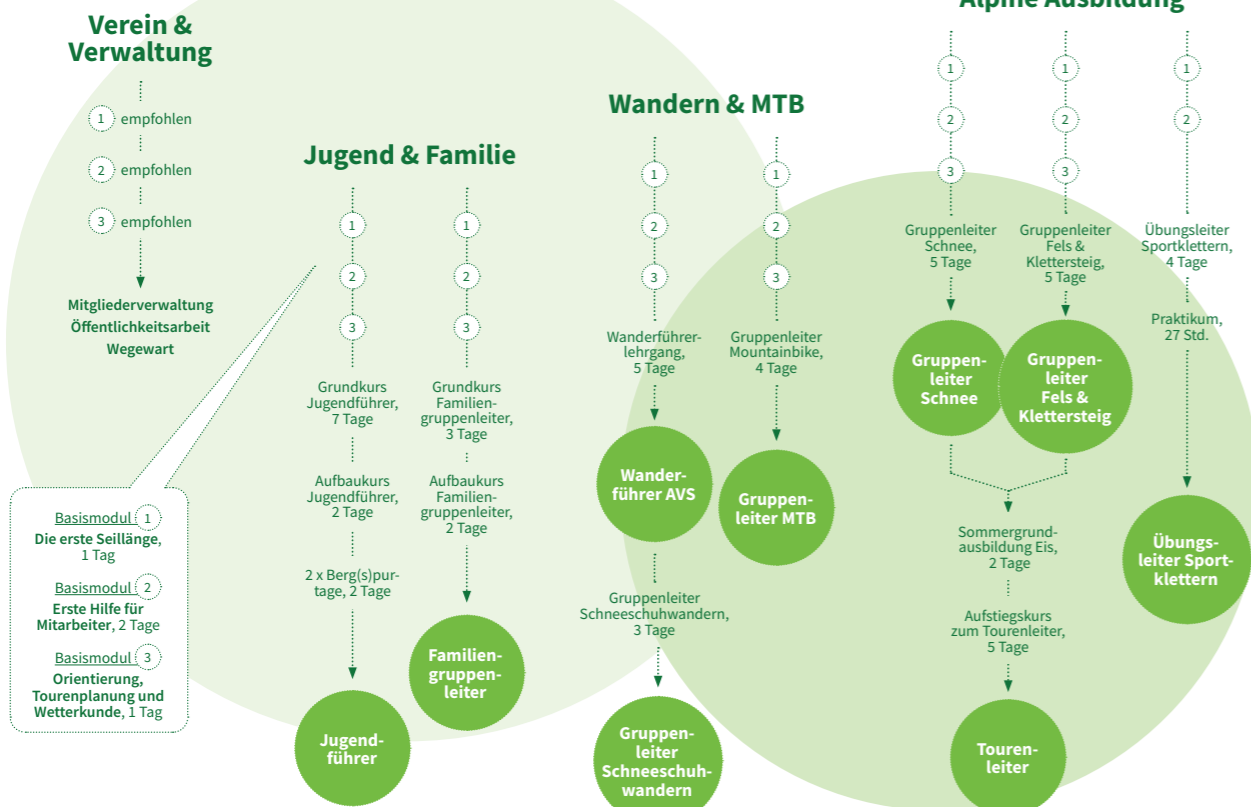 Verein &
Verwaltung
1 empfohlen
2 empfohlen
3 empfohlen
Mitgliederverwaltung
Öffentlichkeitsarbeit
Wegewart
Basismodul 1
Die erste Seillänge,
1 Tag
Basismodul 2
Erste Hilfe für
Mitarbeiter, 2 Tage
Basismodul 3
Orientierung,
Tourenplanung und
Wetterkunde, 1 Tag
Jugend & Familie
1
2
3
Grundkurs
Jugendführer,
7 Tage
Aufbaukurs
Jugendführer,
2 Tage
2 x Berg(s)pur-
tage, 2 Tage
Jugend-
führer
1
2
3
Grundkurs
Familien-
gruppenleiter,
3 Tage
Aufbaukurs
Familien-
gruppenleiter,
2 Tage
Familien-
gruppen-
leiter
Wandern & MTB
1
2
3
Wanderführer-
lehrgang,
5 Tage
Wander-
führer AVS
Gruppenleiter
Schneeschuhwandern,
3 Tage
Gruppen-
leiter
Schneeschuh-
wandern
1
2
3
Gruppenleiter
Mountainbike,
4 Tage
Gruppen-
leiter MTB
Alpine Ausbildung
1
2
3
Gruppenleiter
Schnee,
5 Tage
Gruppen-
leiter
Schnee
1
2
3
Gruppenleiter
Fels &
Klettersteig,
5 Tage
Gruppen-
leiter
Fels &
Klettersteig
Sommergrund-
ausbildung Eis,
2 Tage
Aufstiegskurs
zum Tourenleiter,
5 Tage
Touren-
leiter
1
2
Übungsleiter
Sportklettern,
4 Tage
Praktikum,
27 Std.
Übungs-
leiter Sport-
klettern